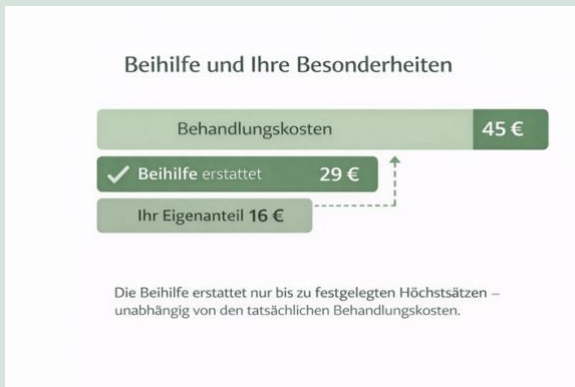 Beihilfe und Ihre Besonderheiten
Behandlungskosten 45 €
Beihilfe erstattet 29 €
Ihr Eigenanteil 16 €
Die Beihilfe erstattet nur bis zu festgelegten Höchstsätzen –
unabhängig von den tatsächlichen Behandlungskosten.